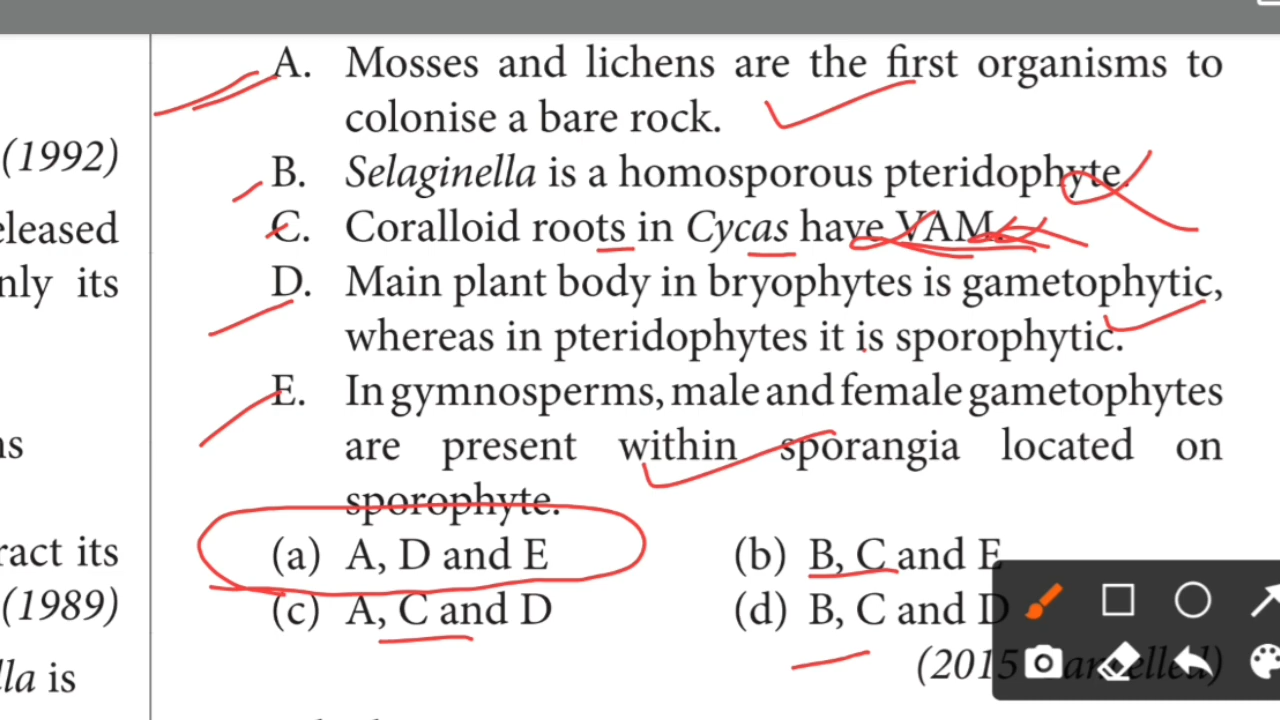 (1992)
eleased
nly its
ns
ract its
(1989)
lla is
A. Mosses and lichens are the first organisms to
colonise a bare rock.
B. Selaginella is a homosporous pteridophyte.
C. Coralloid roots in Cycas have VAM.
D. Main plant body in bryophytes is gametophytic,
whereas in pteridophytes it is sporophytic.
E. In gymnosperms, male and female gametophytes
are present within sporangia located on
sporophyte.
(a) A, D and E (b) B, C and E
(c) A, C and D (d) B, C and D
(2015 Cancelled)